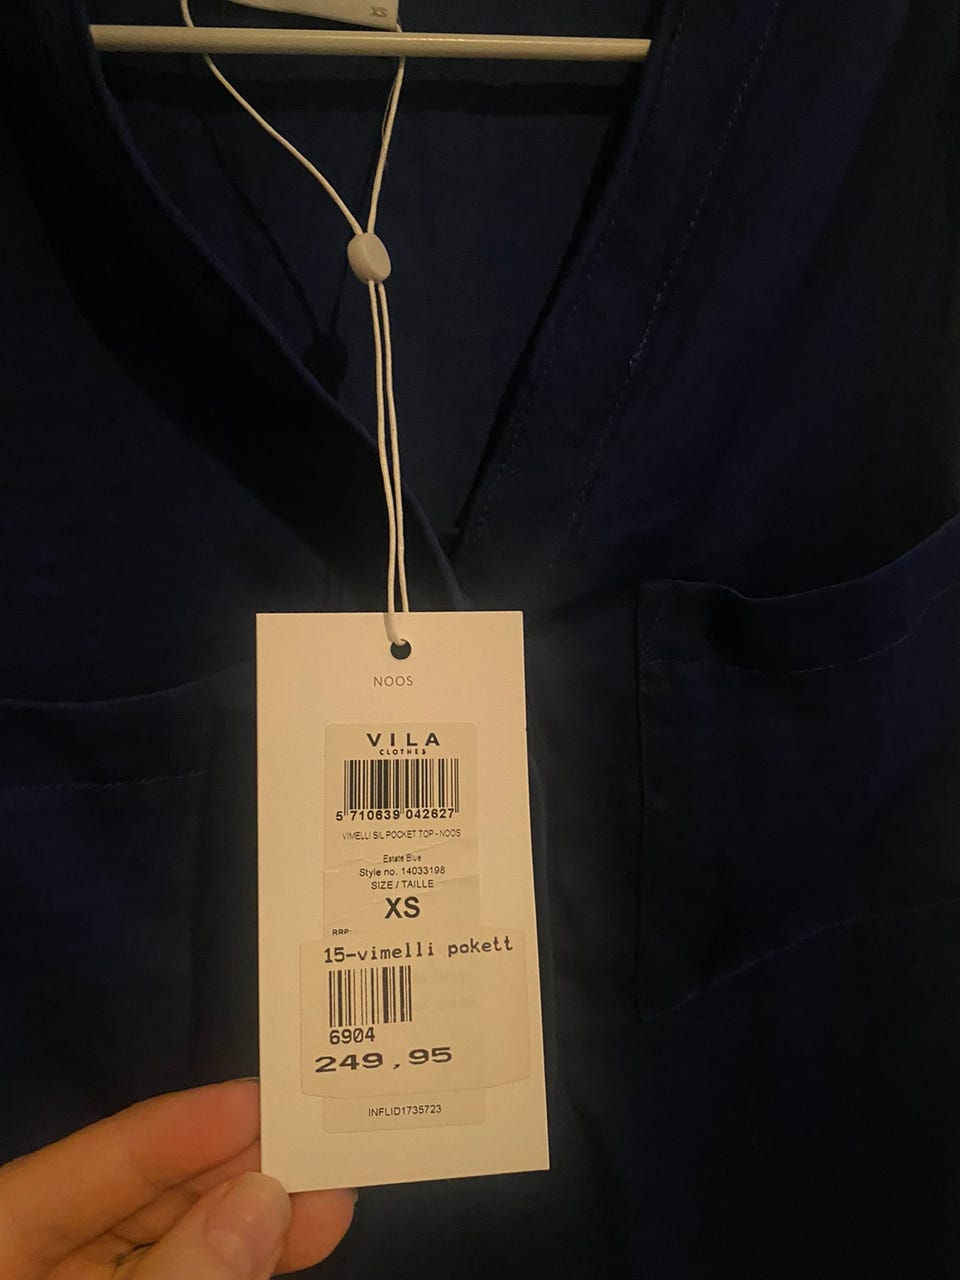 XS
NOOS
VILA
CLOTHES
5 710639 042627
VIMELLI S/L POCKET TOP - NOOS
Estate Blue
Style no. 14033198
SIZE / TAILLE
XS
RRP:
15-vimelli pokett
6904
249,95
INFLID1735723